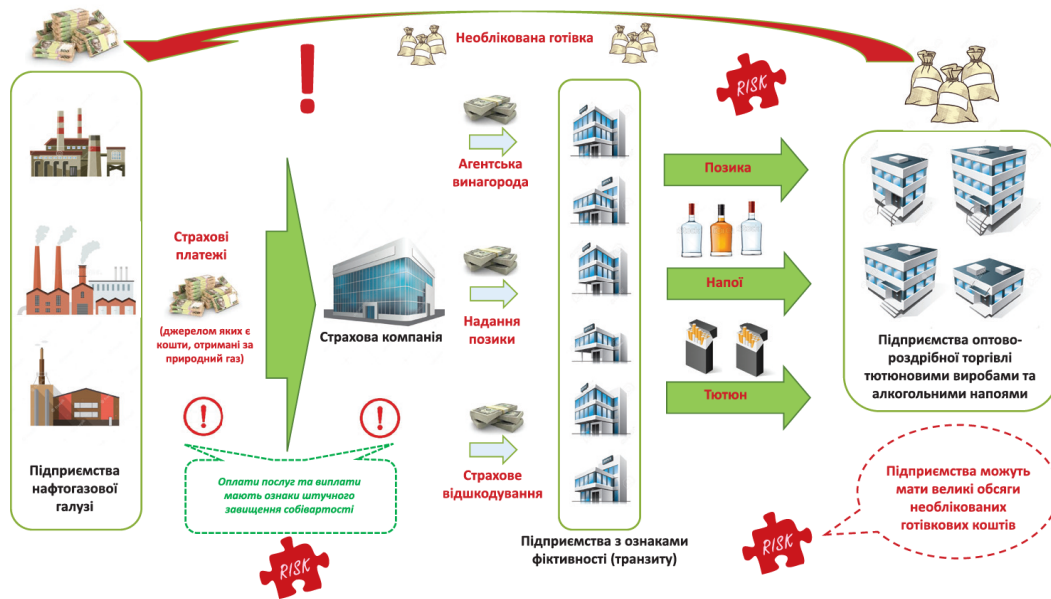 Необлікована готівка
RISK
Агентська
винагорода
Позика
Страхові
платежі
(джерелом яких є
кошти, отримані за
природний газ)
Страхова компанія
Надання
позики
Напої
Підприємства оптово-
роздрібної торгівлі
тютюновими виробами та
алкогольними напоями
Тютюн
Підприємства
нафтогазової
галузі
Оплати послуг та виплати
мають ознаки штучного
завищення собівартості
Страхове
відшкодування
Підприємства можуть
мати великі обсяги
необлікованих
готівкових коштів
Підприємства з ознаками
фіктивності (транзиту)
RISK
RISK